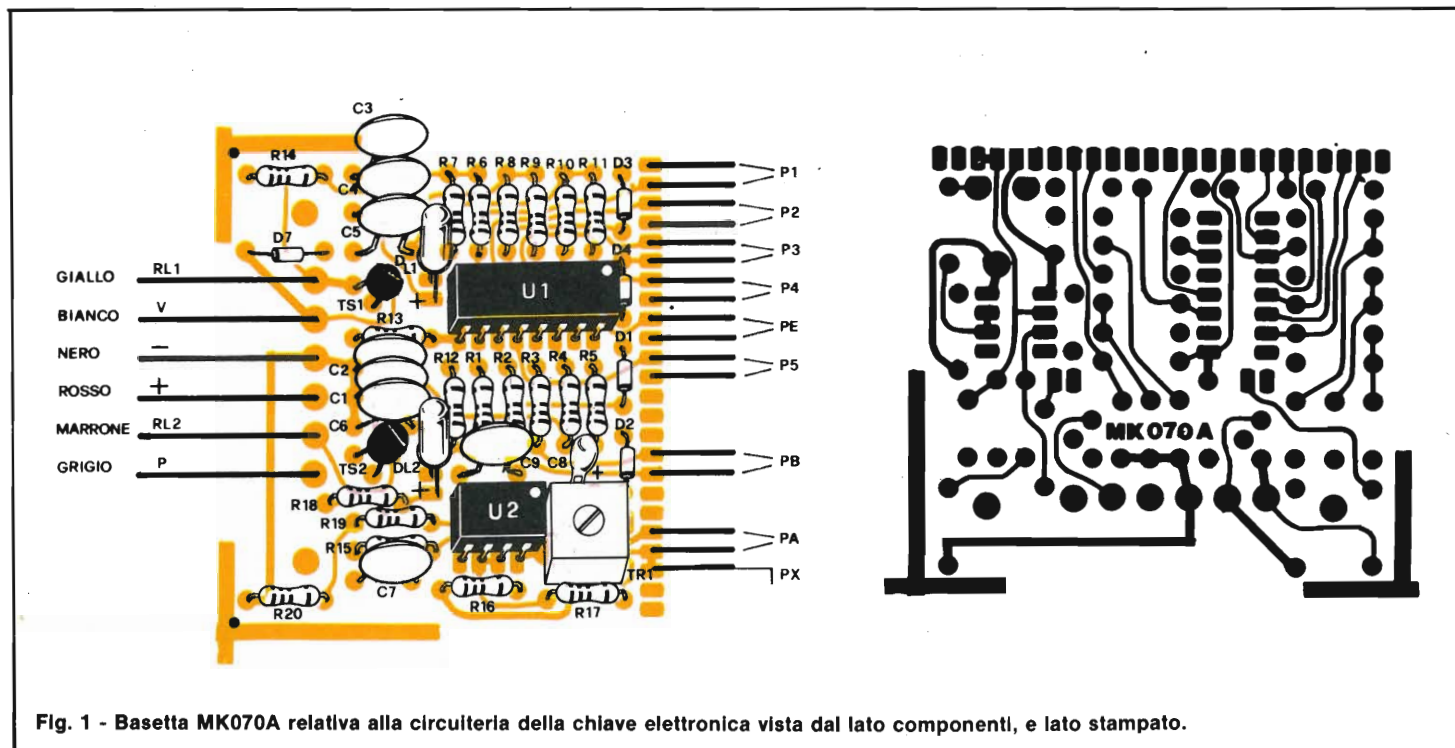 C3
R14
C4
C5
D7
R7 R6 R8 R9 R10 R11 D3
D4
DL1
TS1
+
U1
R13
GIALLO RL1
BIANCO V
NERO −
ROSSO +
MARRONE RL2
GRIGIO P
C2
C1
C6
R12 R1 R2 R3 R4 R5
D1
D2
TS2
DL2
+
C9
C8
+
R18
R19
R15
C7
R20
U2
R16
R17
TR1
P1
P2
P3
P4
PE
P5
PB
PA
PX
MK070A
Fig. 1 - Basetta MK070A relativa alla circuiteria della chiave elettronica vista dal lato componenti, e lato stampato.